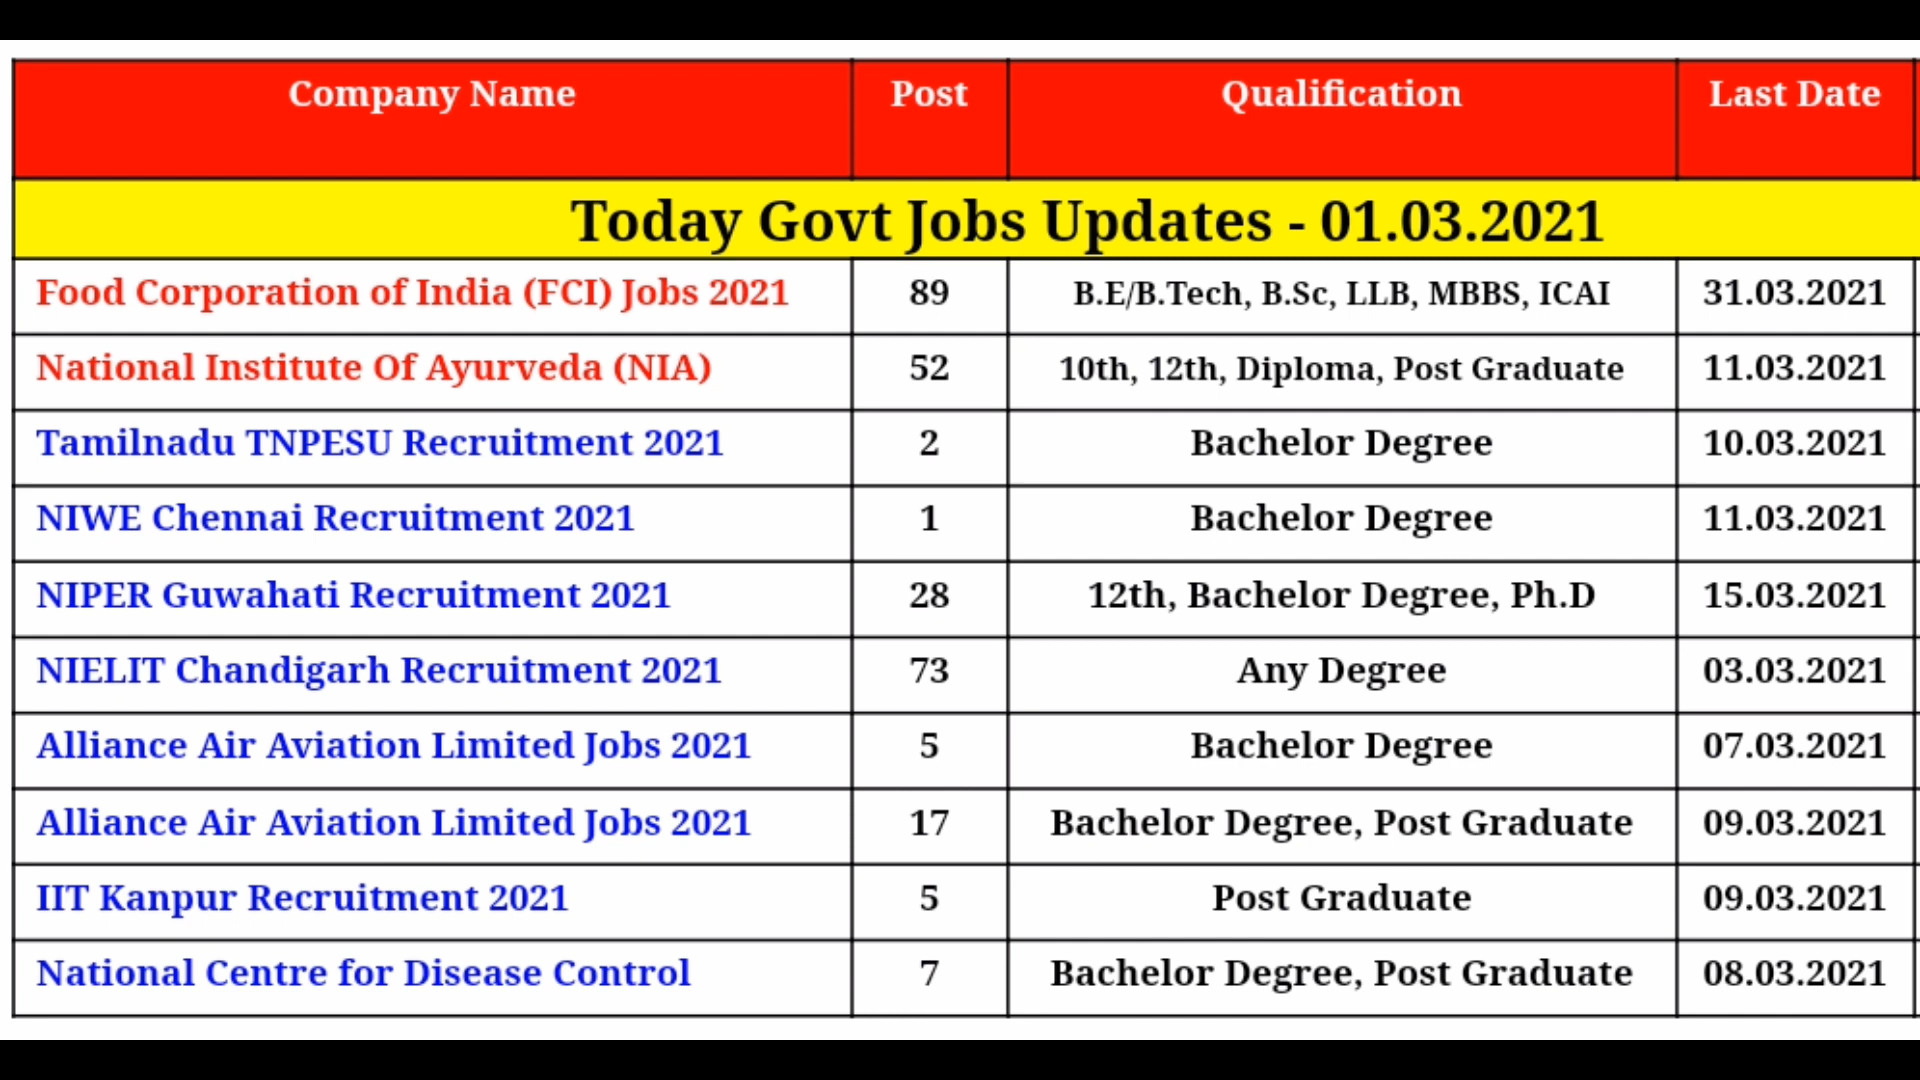 Company Name Post Qualification Last Date
Today Govt Jobs Updates - 01.03.2021
Food Corporation of India (FCI) Jobs 2021 89 B.E/B.Tech, B.Sc, LLB, MBBS, ICAI 31.03.2021
National Institute Of Ayurveda (NIA) 52 10th, 12th, Diploma, Post Graduate 11.03.2021
Tamilnadu TNPESU Recruitment 2021 2 Bachelor Degree 10.03.2021
NIWE Chennai Recruitment 2021 1 Bachelor Degree 11.03.2021
NIPER Guwahati Recruitment 2021 28 12th, Bachelor Degree, Ph.D 15.03.2021
NIELIT Chandigarh Recruitment 2021 73 Any Degree 03.03.2021
Alliance Air Aviation Limited Jobs 2021 5 Bachelor Degree 07.03.2021
Alliance Air Aviation Limited Jobs 2021 17 Bachelor Degree, Post Graduate 09.03.2021
IIT Kanpur Recruitment 2021 5 Post Graduate 09.03.2021
National Centre for Disease Control 7 Bachelor Degree, Post Graduate 08.03.2021